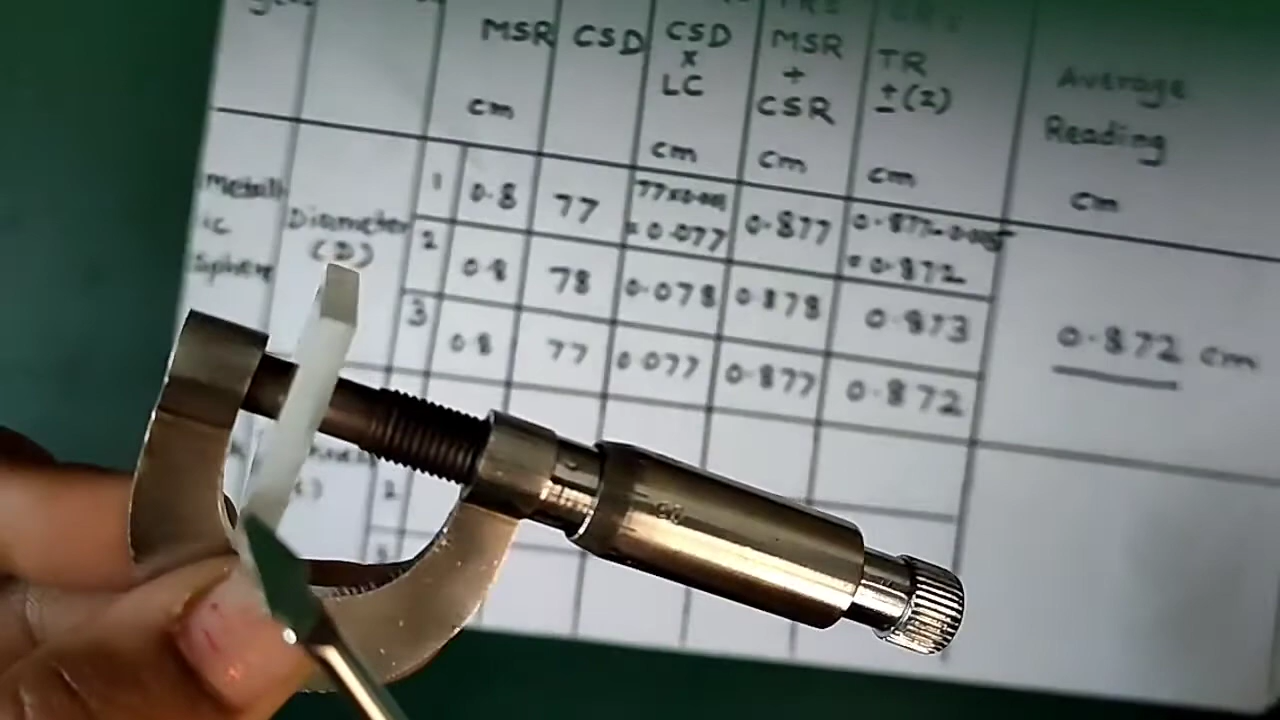 MSR CSD CSD x LC MSR + CSR TR ±(z) Average Reading
cm cm cm cm cm
Metallic Sphere Diameter (D) 1 0.8 77 77x0.001 = 0.077 0.877 0.877-0.005 = 0.872
2 0.8 78 0.078 0.878 0.873 0.872 cm
3 0.8 77 0.077 0.877 0.872